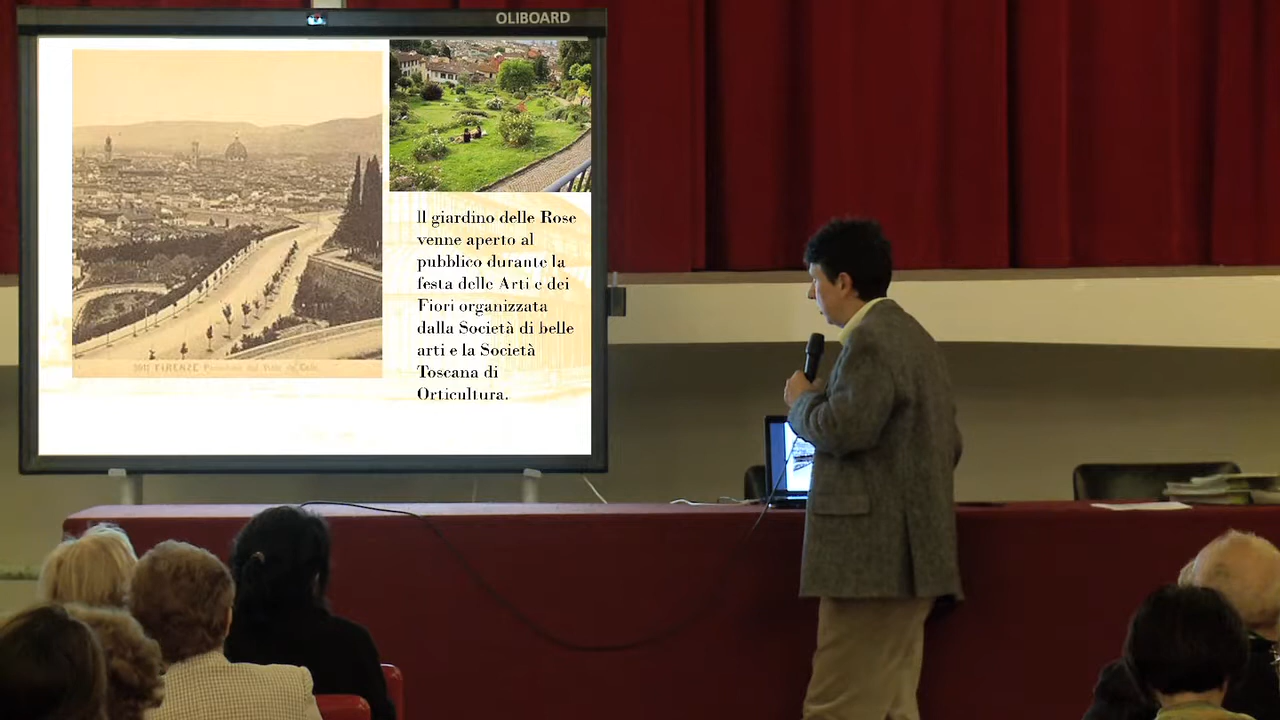 OLIBOARD
Il giardino delle Rose
venne aperto al
pubblico durante la
festa delle Arti e dei
Fiori organizzata
dalla Società di belle
arti e la Società
Toscana di
Orticultura.
FIRENZE